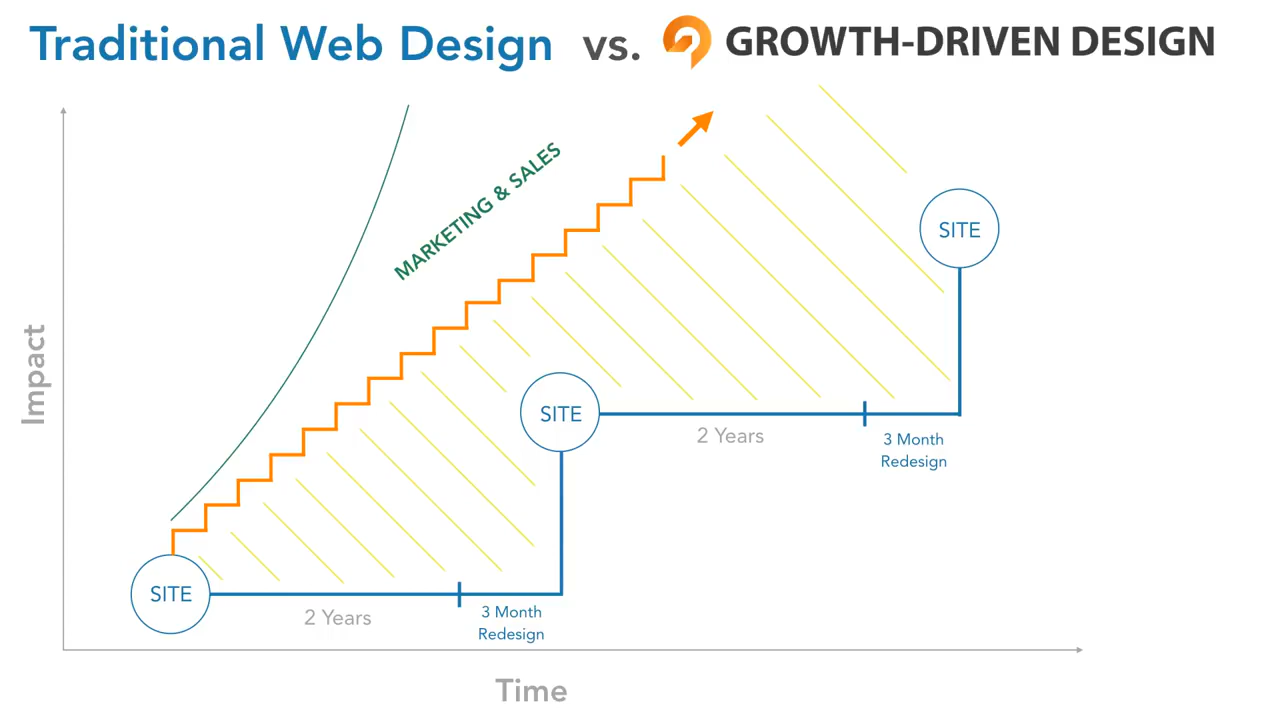 Traditional Web Design vs. GROWTH-DRIVEN DESIGN
MARKETING & SALES
Impact
SITE
SITE
2 Years
3 Month
Redesign
SITE
2 Years
3 Month
Redesign
Time